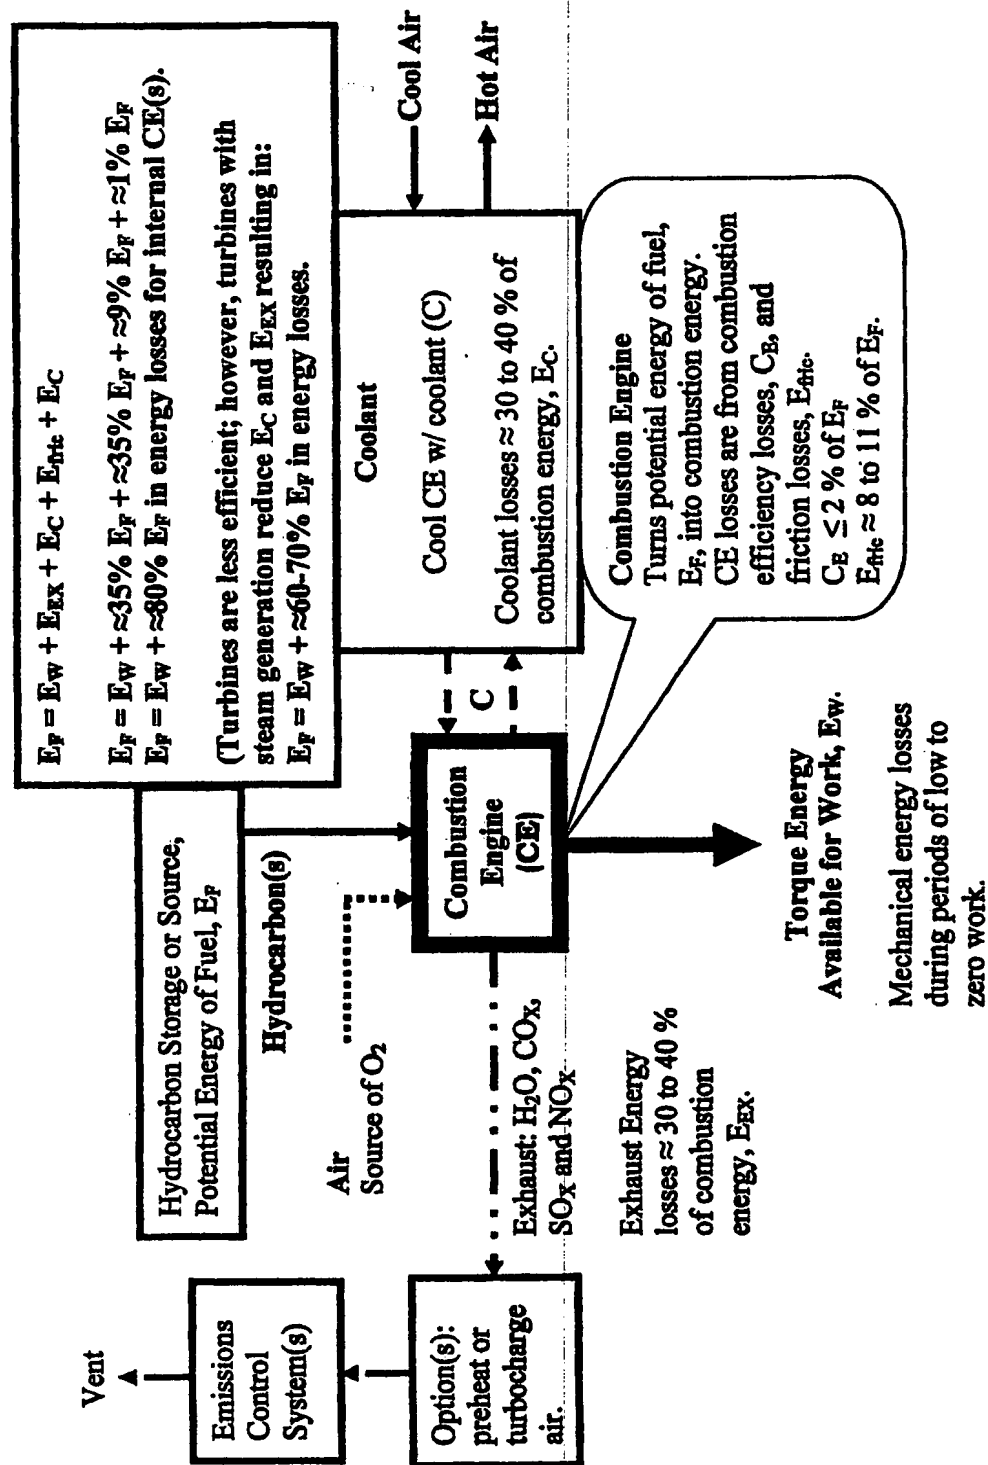 E_F = E_W + E_EX + E_C + E_fric + E_C
E_F = E_W + ≈35% E_F + ≈35% E_F + ≈9% E_F + ≈1% E_F
E_F = E_W + ≈80% E_F in energy losses for internal CE(s).
(Turbines are less efficient; however, turbines with
steam generation reduce E_C and E_EX resulting in:
E_F = E_W + ≈60-70% E_F in energy losses.
Hydrocarbon Storage or Source,
Potential Energy of Fuel, E_F
Hydrocarbon(s)
Air
Source of O₂
Vent
Emissions
Control
System(s)
Option(s):
preheat or
turbocharge
air.
Exhaust: H₂O, CO_X,
SO_X and NO_X
Exhaust Energy
losses ≈ 30 to 40 %
of combustion
energy, E_EX.
Combustion
Engine
(CE)
C
Coolant
Cool CE w/ coolant (C)
Coolant losses ≈ 30 to 40 % of
combustion energy, E_C.
Cool Air
Hot Air
Combustion Engine
Turns potential energy of fuel,
E_F, into combustion energy.
CE losses are from combustion
efficiency losses, C_E, and
friction losses, E_fric.
C_E ≤ 2 % of E_F
E_fric ≈ 8 to 11 % of E_F.
Torque Energy
Available for Work, E_W.
Mechanical energy losses
during periods of low to
zero work.